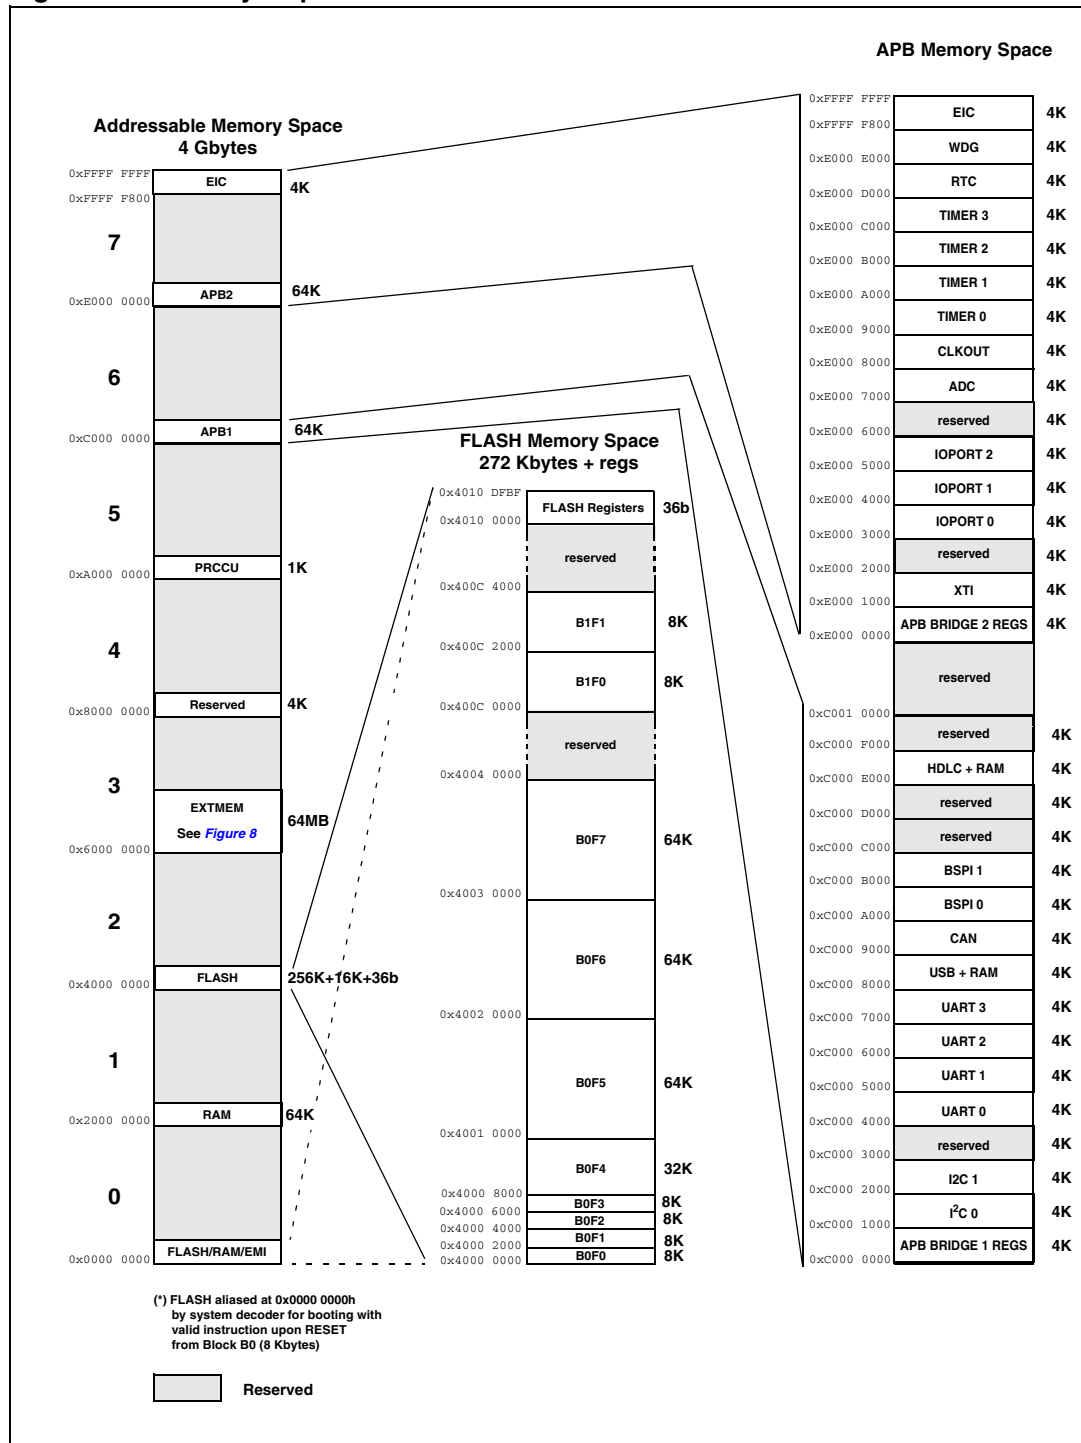 APB Memory Space
Addressable Memory Space
4 Gbytes
0xFFFF FFFF
EIC
4K
0xFFFF F800
7
APB2
64K
0xE000 0000
6
APB1
64K
0xC000 0000
5
PRCCU
1K
0xA000 0000
4
Reserved
4K
0x8000 0000
3
EXTMEM
See Figure 8
64MB
0x6000 0000
2
FLASH
256K+16K+36b
0x4000 0000
1
RAM
64K
0x2000 0000
0
FLASH/RAM/EMI
0x0000 0000
FLASH Memory Space
272 Kbytes + regs
0x4010 DFBF
FLASH Registers
36b
0x4010 0000
reserved
0x400C 4000
B1F1
8K
0x400C 2000
B1F0
8K
0x400C 0000
reserved
0x4004 0000
B0F7
64K
0x4003 0000
B0F6
64K
0x4002 0000
B0F5
64K
0x4001 0000
B0F4
32K
0x4000 8000
B0F3
8K
0x4000 6000
B0F2
8K
0x4000 4000
B0F1
8K
0x4000 2000
B0F0
8K
0x4000 0000
0xFFFF FFFF
EIC
4K
0xFFFF F800
WDG
4K
0xE000 E000
RTC
4K
0xE000 D000
TIMER 3
4K
0xE000 C000
TIMER 2
4K
0xE000 B000
TIMER 1
4K
0xE000 A000
TIMER 0
4K
0xE000 9000
CLKOUT
4K
0xE000 8000
ADC
4K
0xE000 7000
reserved
4K
0xE000 6000
IOPORT 2
4K
0xE000 5000
IOPORT 1
4K
0xE000 4000
IOPORT 0
4K
0xE000 3000
reserved
4K
0xE000 2000
XTI
4K
0xE000 1000
APB BRIDGE 2 REGS
4K
0xE000 0000
reserved
0xC001 0000
reserved
4K
0xC000 F000
HDLC + RAM
4K
0xC000 E000
reserved
4K
0xC000 D000
reserved
4K
0xC000 C000
BSPI 1
4K
0xC000 B000
BSPI 0
4K
0xC000 A000
CAN
4K
0xC000 9000
USB + RAM
4K
0xC000 8000
UART 3
4K
0xC000 7000
UART 2
4K
0xC000 6000
UART 1
4K
0xC000 5000
UART 0
4K
0xC000 4000
reserved
4K
0xC000 3000
I2C 1
4K
0xC000 2000
I²C 0
4K
0xC000 1000
APB BRIDGE 1 REGS
4K
0xC000 0000
(*) FLASH aliased at 0x0000 0000h
by system decoder for booting with
valid instruction upon RESET
from Block B0 (8 Kbytes)
Reserved